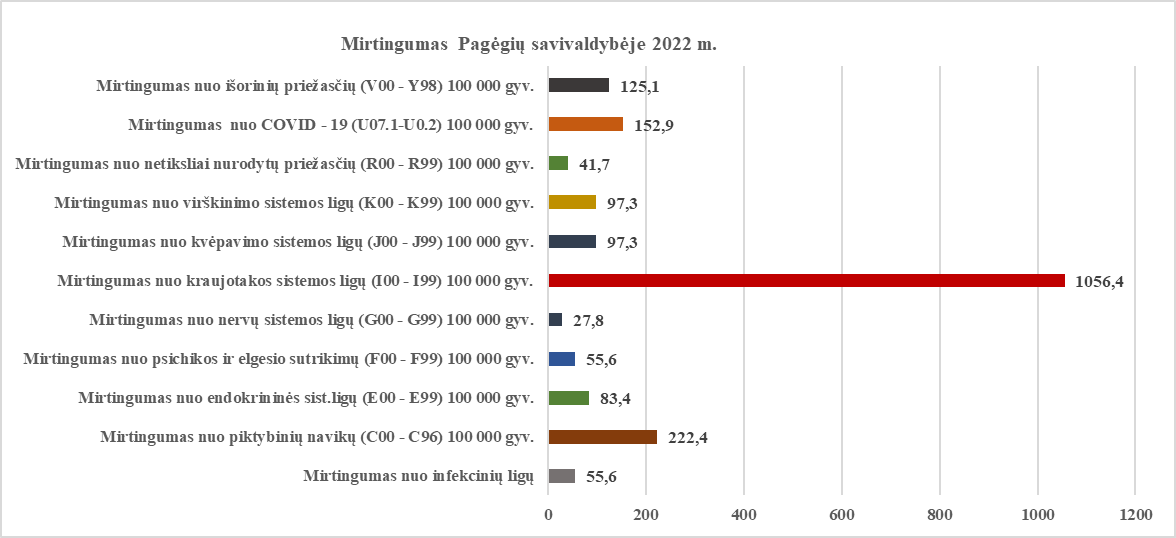 Mirtingumas  Pagėgių savivaldybėje 2022 m.
Mirtingumas nuo išorinių priežasčių (V00 - Y98) 100 000 gyv. 125,1
Mirtingumas  nuo COVID - 19 (U07.1-U0.2) 100 000 gyv. 152,9
Mirtingumas nuo netiksliai nurodytų priežasčių (R00 - R99) 100 000 gyv. 41,7
Mirtingumas nuo virškinimo sistemos ligų (K00 - K99) 100 000 gyv. 97,3
Mirtingumas nuo kvėpavimo sistemos ligų (J00 - J99) 100 000 gyv. 97,3
Mirtingumas nuo kraujotakos sistemos ligų (I00 - I99) 100 000 gyv. 1056,4
Mirtingumas nuo nervų sistemos ligų (G00 - G99) 100 000 gyv. 27,8
Mirtingumas nuo psichikos ir elgesio sutrikimų (F00 - F99) 100 000 gyv. 55,6
Mirtingumas nuo endokrininės sist.ligų (E00 - E99) 100 000 gyv. 83,4
Mirtingumas nuo piktybinių navikų (C00 - C96) 100 000 gyv. 222,4
Mirtingumas nuo infekcinių ligų 55,6
0 200 400 600 800 1000 1200